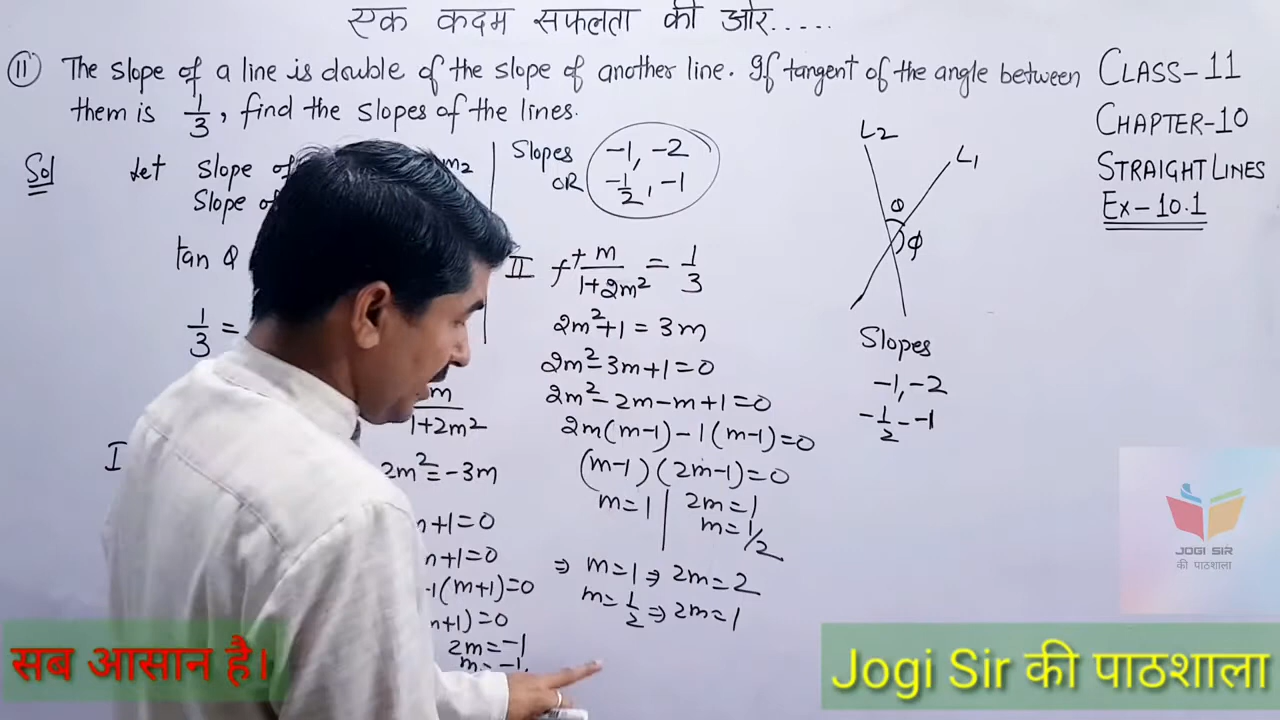 एक कदम सफलता की ओर.....
(11) The slope of a line is double of the slope of another line. If tangent of the angle between
them is 1/3, find the slopes of the lines.
CLASS-11
CHAPTER-10
STRAIGHT LINES
Ex-10.1
Sol Let Slope of m2
Slope of
tan θ
1/3 =
I
m/1+2m²
2m² = -3m
+1=0
+1=0
-1(m+1)=0
+1)=0
2m=-1
m=-1
Slopes -1, -2
OR -1/2, -1
II +m/1+2m² = 1/3
2m²+1 = 3m
2m²-3m+1=0
2m²-2m-m+1=0
2m(m-1)-1(m-1)=0
(m-1)(2m-1)=0
m=1 | 2m=1
m=1/2
⇒ m=1 ⇒ 2m=2
m=1/2 ⇒ 2m=1
L2
L1
θ
φ
Slopes
-1, -2
-1/2 - -1
JOGI SIR
की पाठशाला
सब आसान है।
Jogi Sir की पाठशाला